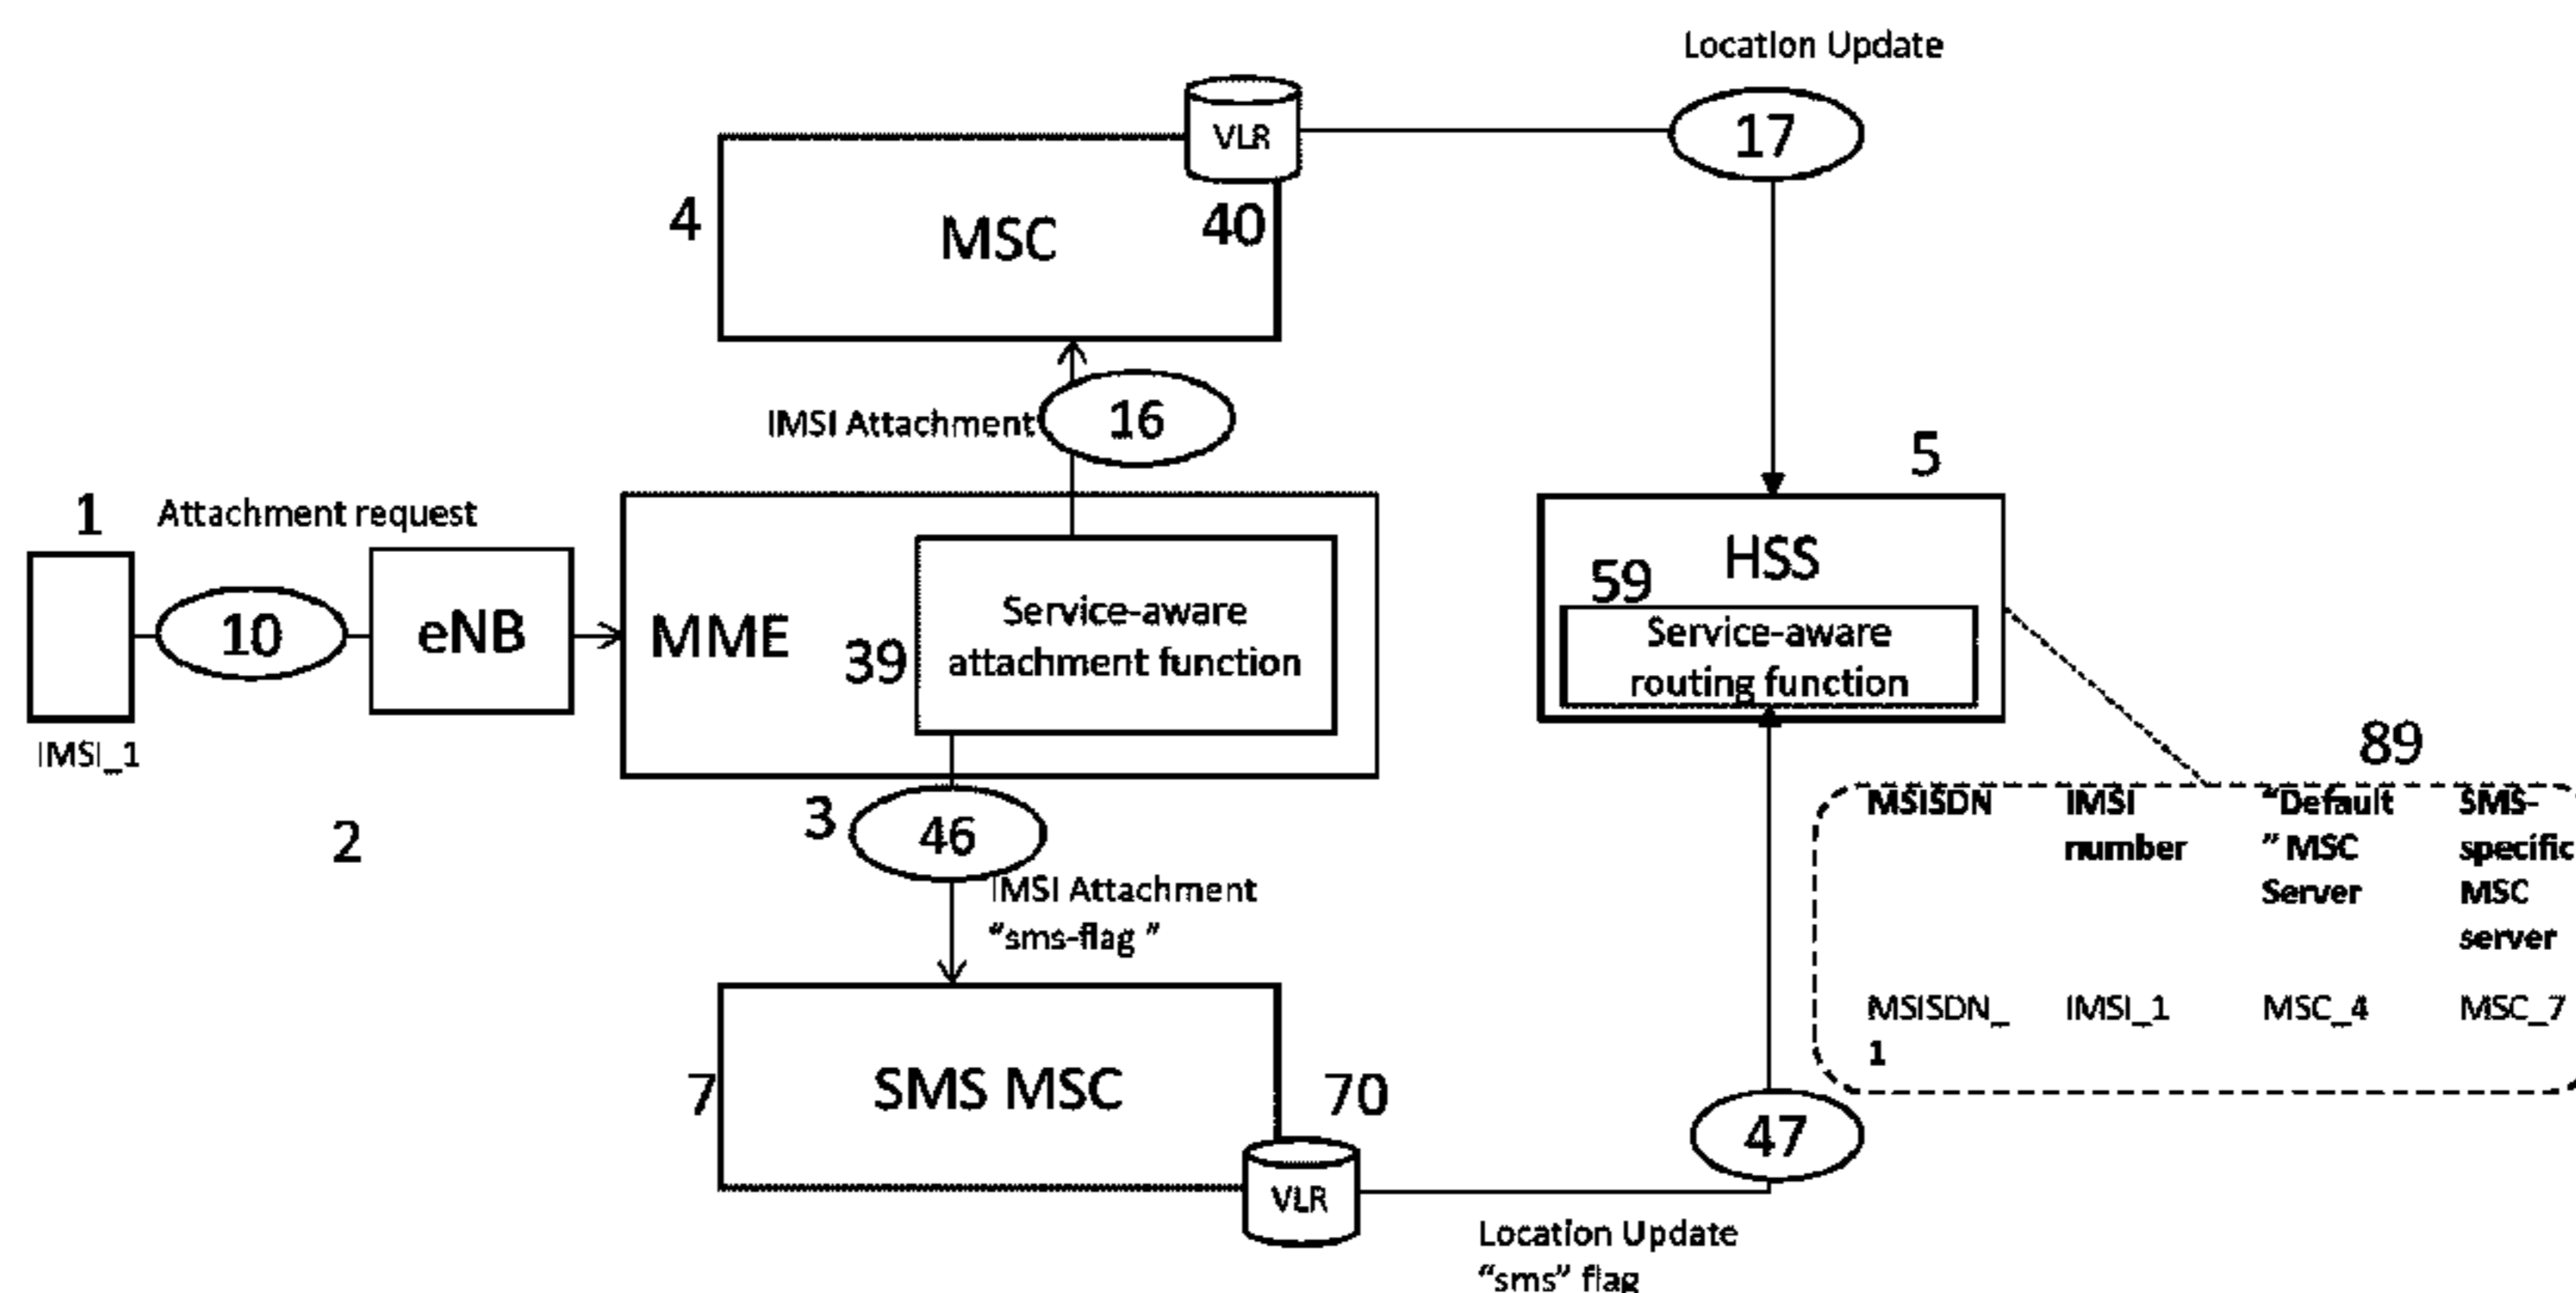 Location Update
VLR
17
4
MSC
40
IMSI Attachment
16
5
1
Attachment request
HSS
59
10
eNB
MME
39
Service-aware
attachment function
Service-aware
routing function
IMSI_1
89
2
3
46
MSISDN IMSI "Default SMS-
number " MSC specific
Server MSC
server
IMSI Attachment
"sms-flag "
MSISDN_ IMSI_1 MSC_4 MSC_7
1
7
SMS MSC
70
47
VLR
Location Update
"sms" flag